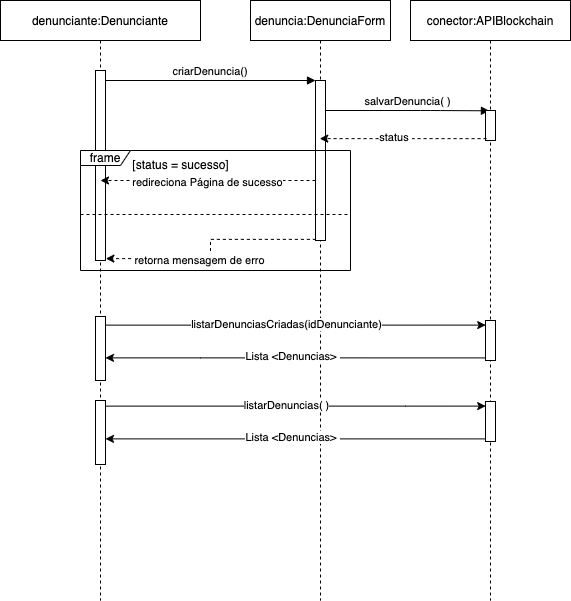 denunciante:Denunciante
denuncia:DenunciaForm
conector:APIBlockchain
criarDenuncia()
salvarDenuncia( )
status
frame
[status = sucesso]
redireciona Página de sucesso
retorna mensagem de erro
listarDenunciasCriadas(idDenunciante)
Lista <Denuncias>
listarDenuncias( )
Lista <Denuncias>